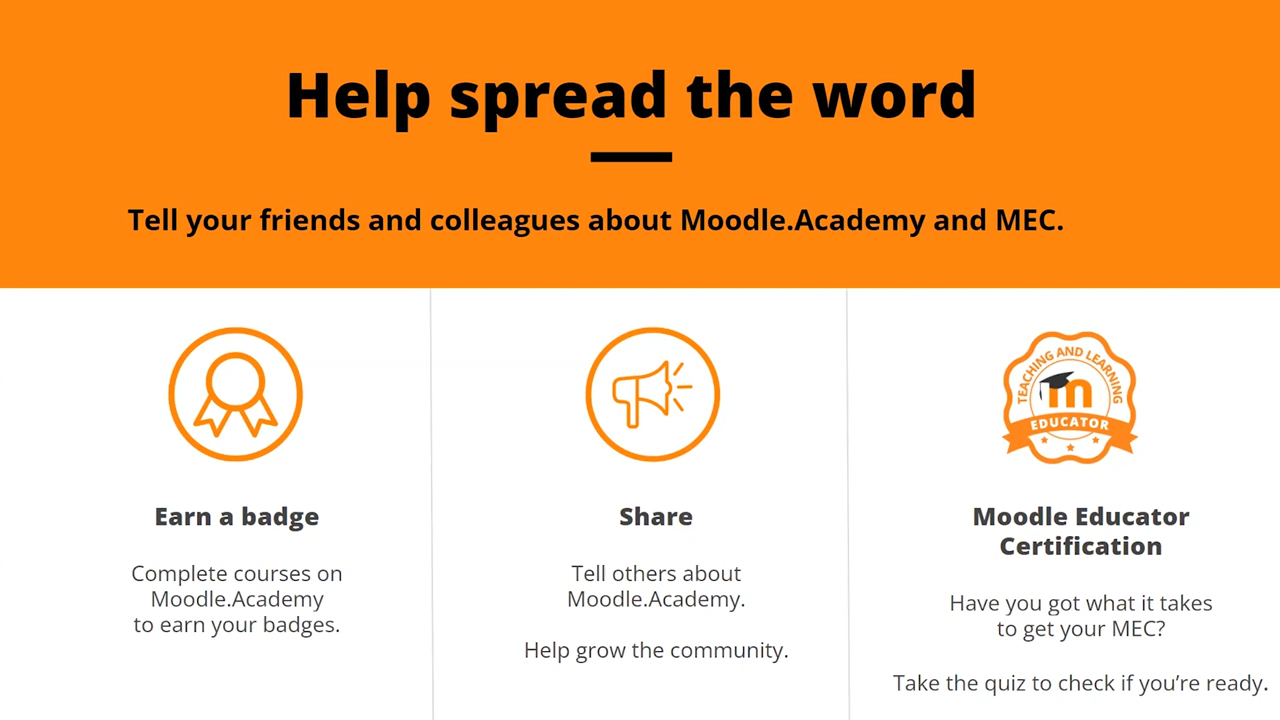 Help spread the word
Tell your friends and colleagues about Moodle.Academy and MEC.
Earn a badge
Complete courses on
Moodle.Academy
to earn your badges.
Share
Tell others about
Moodle.Academy.
Help grow the community.
TEACHING AND LEARNING
m
EDUCATOR
Moodle Educator
Certification
Have you got what it takes
to get your MEC?
Take the quiz to check if you’re ready.